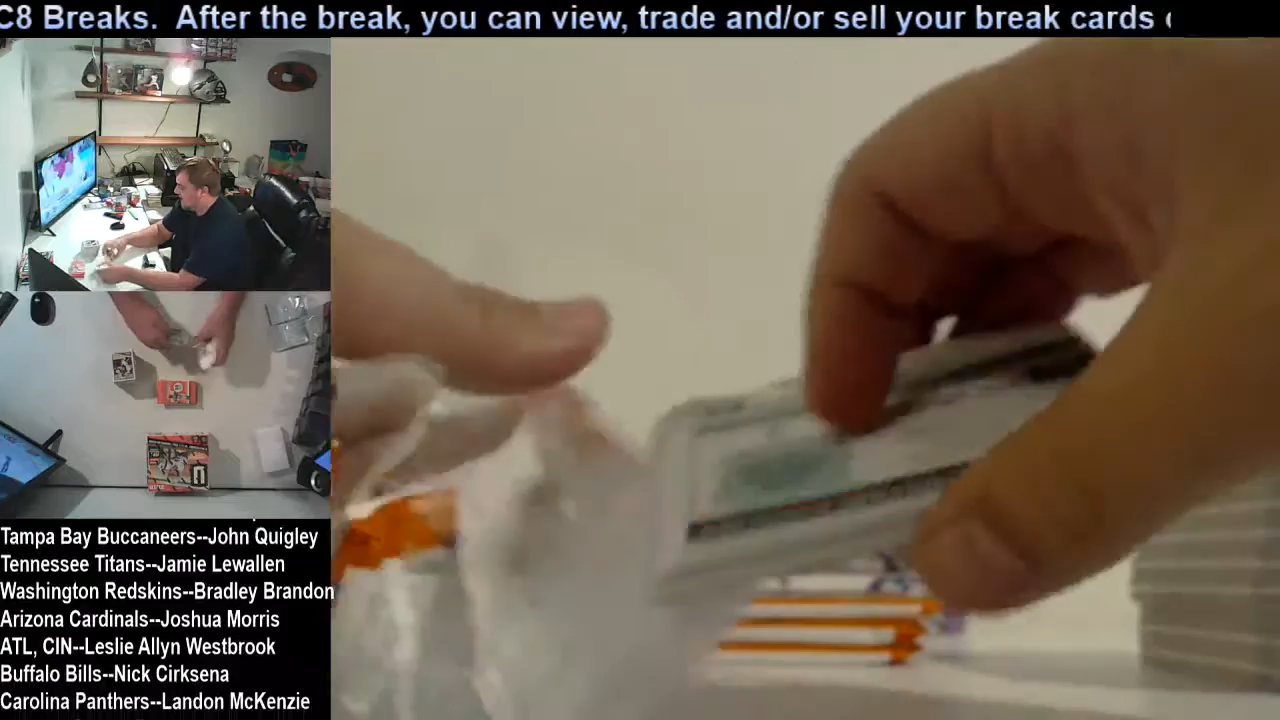 C8 Breaks.  After the break, you can view, trade and/or sell your break cards
Tampa Bay Buccaneers--John Quigley
Tennessee Titans--Jamie Lewallen
Washington Redskins--Bradley Brandon
Arizona Cardinals--Joshua Morris
ATL, CIN--Leslie Allyn Westbrook
Buffalo Bills--Nick Cirksena
Carolina Panthers--Landon McKenzie